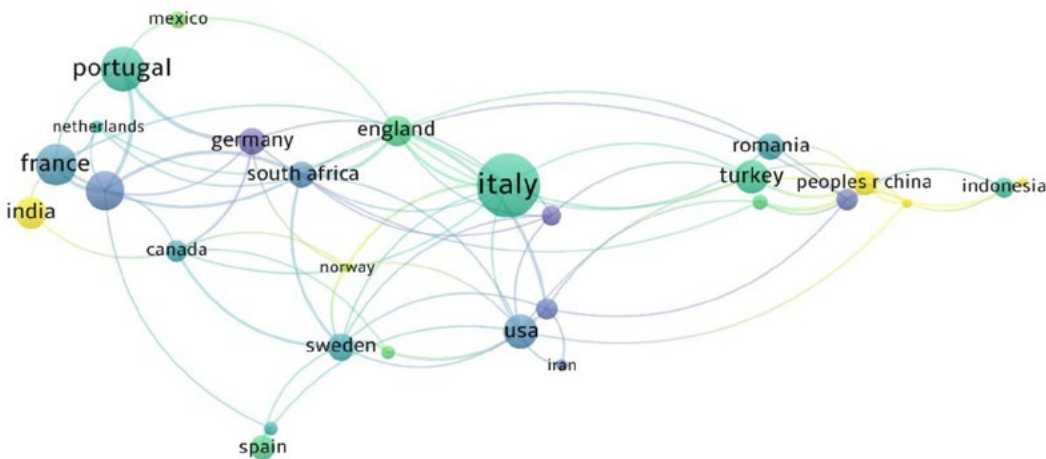 mexico
portugal
netherlands
germany
england
romania
france
south africa
italy
turkey
peoples r china
indonesia
india
canada
norway
sweden
usa
iran
spain